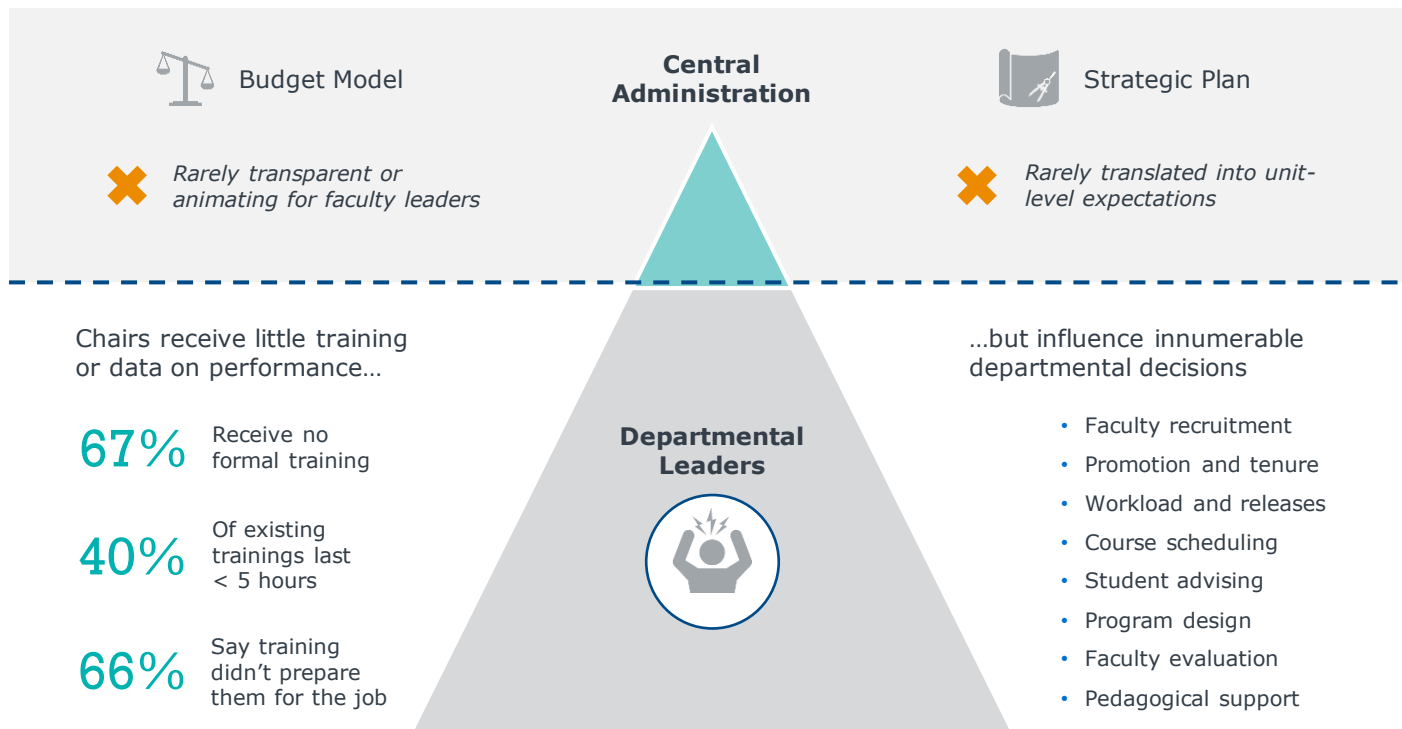 Budget Model
Central
Administration
Strategic Plan
Rarely transparent or
animating for faculty leaders
Rarely translated into unit-
level expectations
Chairs receive little training
or data on performance…
67%
Receive no
formal training
40%
Of existing
trainings last
< 5 hours
66%
Say training
didn’t prepare
them for the job
Departmental
Leaders
…but influence innumerable
departmental decisions
• Faculty recruitment
• Promotion and tenure
• Workload and releases
• Course scheduling
• Student advising
• Program design
• Faculty evaluation
• Pedagogical support